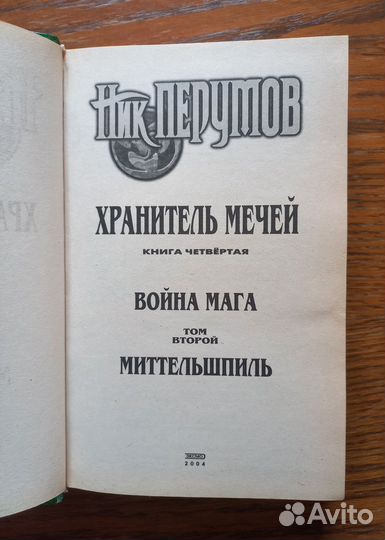 Ник ПЕРУМОВ
ХРАНИТЕЛЬ МЕЧЕЙ
КНИГА ЧЕТВЁРТАЯ
ВОЙНА МАГА
ТОМ
ВТОРОЙ
МИТТЕЛЬШПИЛЬ
ЭКСМО
2004
Avito